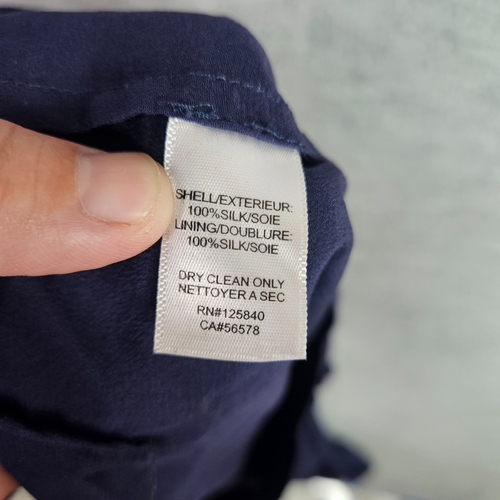 SHELL/EXTERIEUR:
100%SILK/SOIE
LINING/DOUBLURE:
100%SILK/SOIE
DRY CLEAN ONLY
NETTOYER A SEC
RN#125840
CA#56578